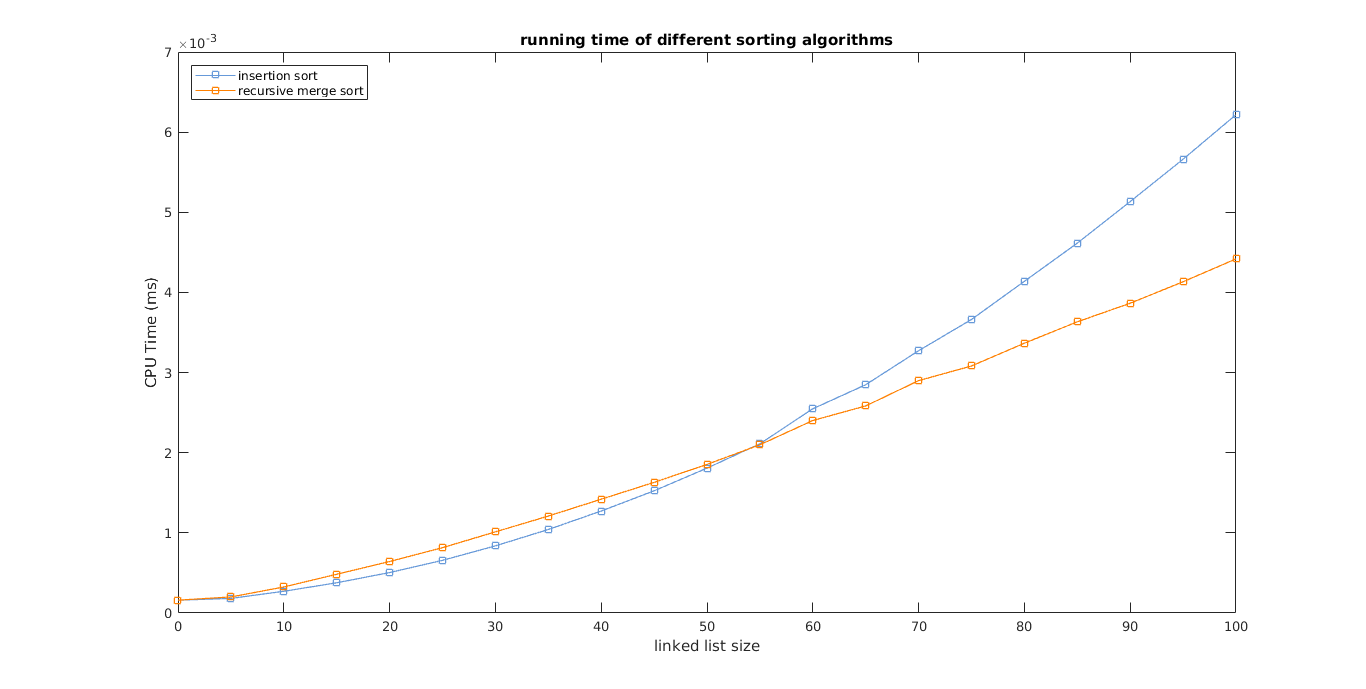 running time of different sorting algorithms
×10-3
insertion sort
recursive merge sort
7
6
5
4
3
2
1
0
CPU Time (ms)
0 10 20 30 40 50 60 70 80 90 100
linked list size